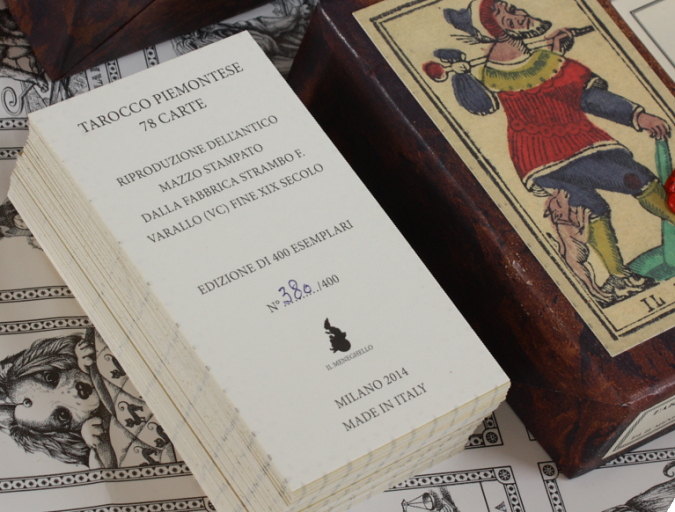 TAROCCO PIEMONTESE
78 CARTE
RIPRODUZIONE DELL'ANTICO
MAZZO STAMPATO
DALLA FABBRICA STRAMBO F.
VARALLO (VC) FINE XIX SECOLO
EDIZIONE DI 400 ESEMPLARI
N° 380/400
IL MENEGHELLO
MILANO 2014
MADE IN ITALY
IL